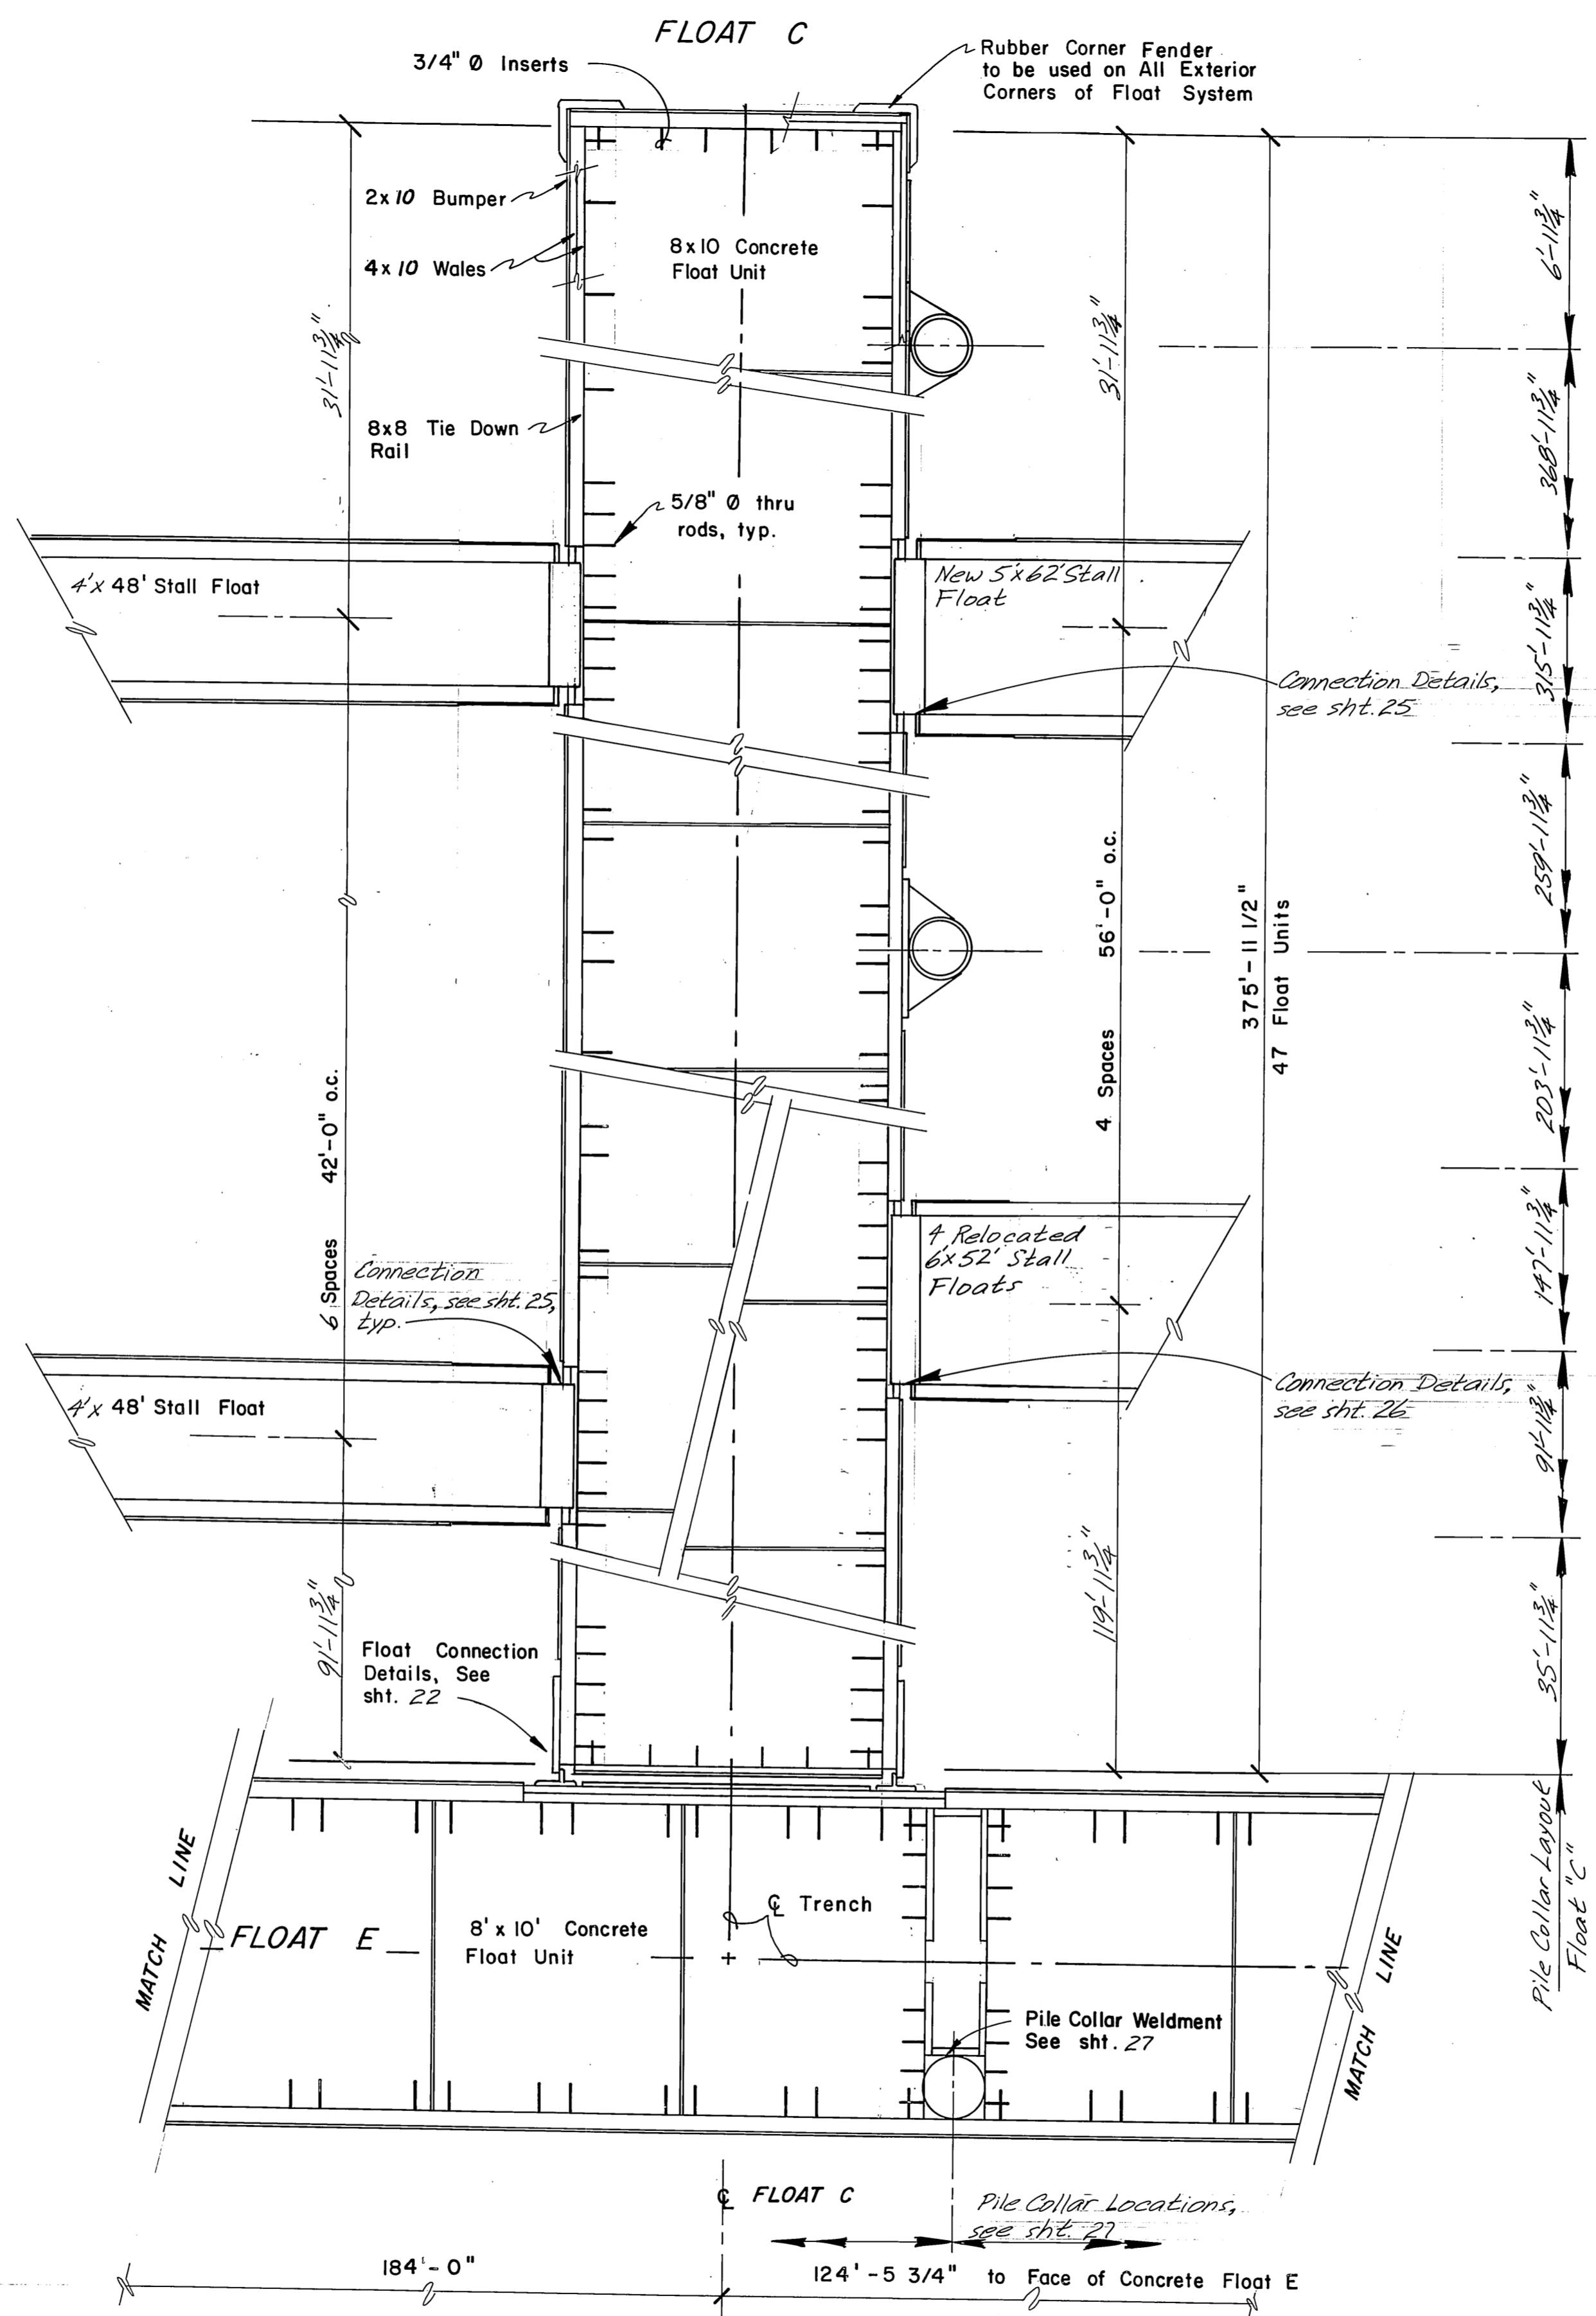 FLOAT C
3/4" Ø Inserts
Rubber Corner Fender
to be used on All Exterior
Corners of Float System
2x10 Bumper
4x10 Wales
8x10 Concrete
Float Unit
31'-11 3/4"
31'-11 3/4"
6'-11 3/4"
368'-11 3/4"
8x8 Tie Down
Rail
5/8" Ø thru
rods, typ.
4'x 48' Stall Float
New 5'x62' Stall
Float
315'-11 3/4"
Connection Details,
see sht. 25
259'-11 3/4"
4 Spaces 56'-0" o.c.
375'-11 1/2"
47 Float Units
203'-11 3/4"
6 Spaces 42'-0" o.c.
147'-11 3/4"
4 Relocated
6'x52' Stall
Floats
Connection
Details, see sht. 25,
typ.
Connection Details,
see sht. 26
91'-11 3/4"
4'x 48' Stall Float
91'-11 3/4"
119'-11 3/4"
35'-11 3/4"
Float Connection
Details, See
sht. 22
Pile Collar Layout
Float "C"
MATCH LINE
FLOAT E
8'x10' Concrete
Float Unit
℄ Trench
MATCH LINE
Pile Collar Weldment
See sht. 27
℄ FLOAT C
Pile Collar Locations,
see sht. 27
184'-0"
124'-5 3/4" to Face of Concrete Float E